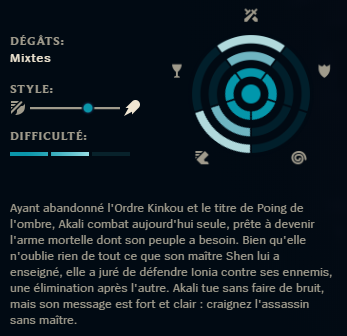 DÉGÂTS:
Mixtes
STYLE:
DIFFICULTÉ:
Ayant abandonné l'Ordre Kinkou et le titre de Poing de
l'ombre, Akali combat aujourd'hui seule, prête à devenir
l'arme mortelle dont son peuple a besoin. Bien qu'elle
n'oublie rien de tout ce que son maître Shen lui a
enseigné, elle a juré de défendre Ionia contre ses ennemis,
une élimination après l'autre. Akali tue sans faire de bruit,
mais son message est fort et clair : craignez l'assassin
sans maître.